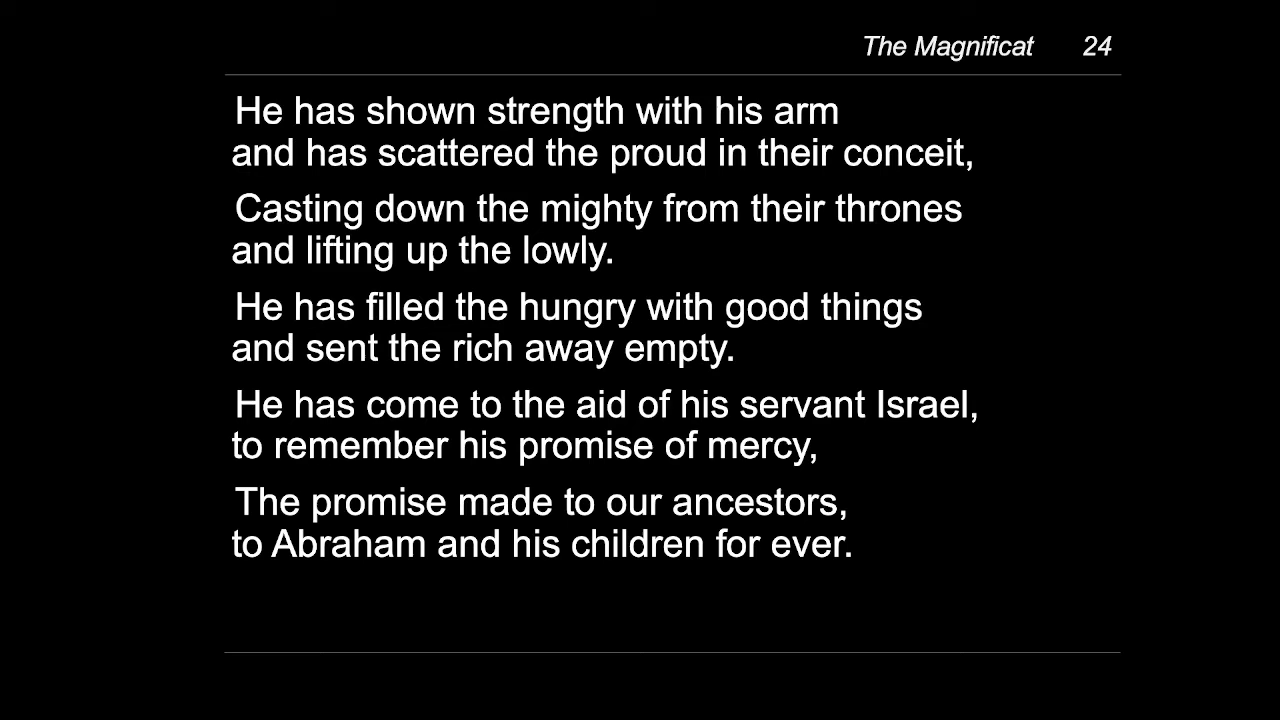 The Magnificat 24
He has shown strength with his arm
and has scattered the proud in their conceit,
Casting down the mighty from their thrones
and lifting up the lowly.
He has filled the hungry with good things
and sent the rich away empty.
He has come to the aid of his servant Israel,
to remember his promise of mercy,
The promise made to our ancestors,
to Abraham and his children for ever.